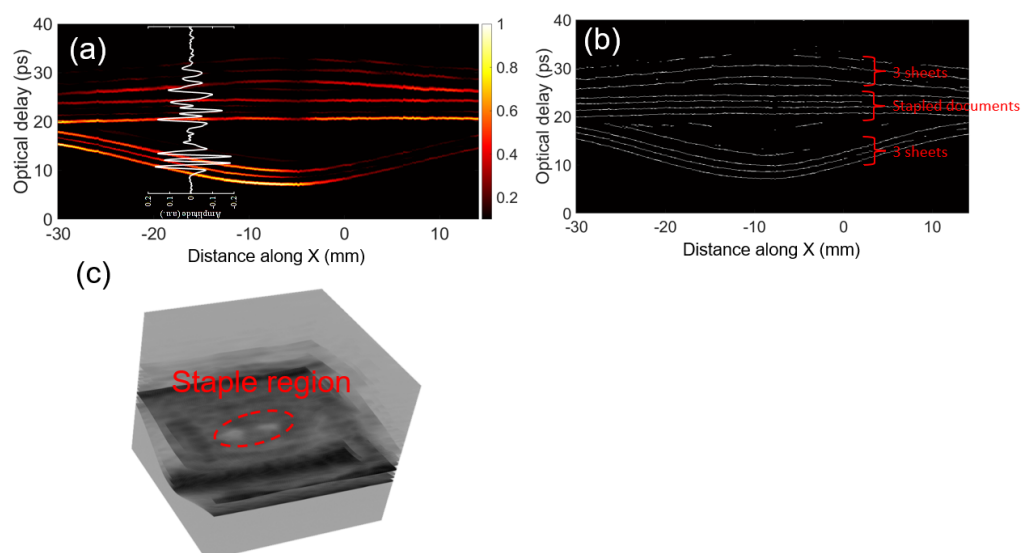 (a)
40
30
20
10
0
Optical delay (ps)
-30
-20
-10
0
10
Distance along X (mm)
0.2
0.1
0
-0.1
-0.2
Amplitude (a.u.)
1
0.8
0.6
0.4
0.2
(b)
40
30
20
10
0
Optical delay (ps)
-30
-20
-10
0
10
Distance along X (mm)
3 sheets
Stapled documents
3 sheets
(c)
Staple region